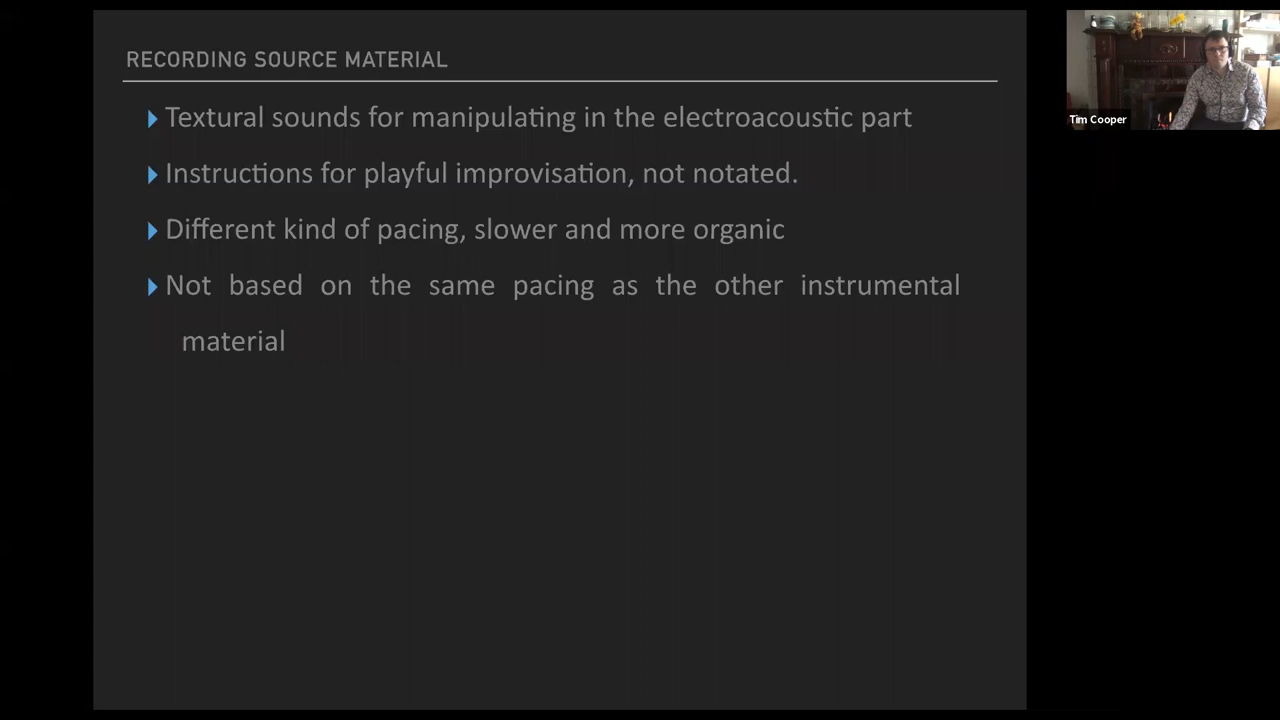 RECORDING SOURCE MATERIAL
Textural sounds for manipulating in the electroacoustic part
Instructions for playful improvisation, not notated.
Different kind of pacing, slower and more organic
Not based on the same pacing as the other instrumental
material
Tim Cooper